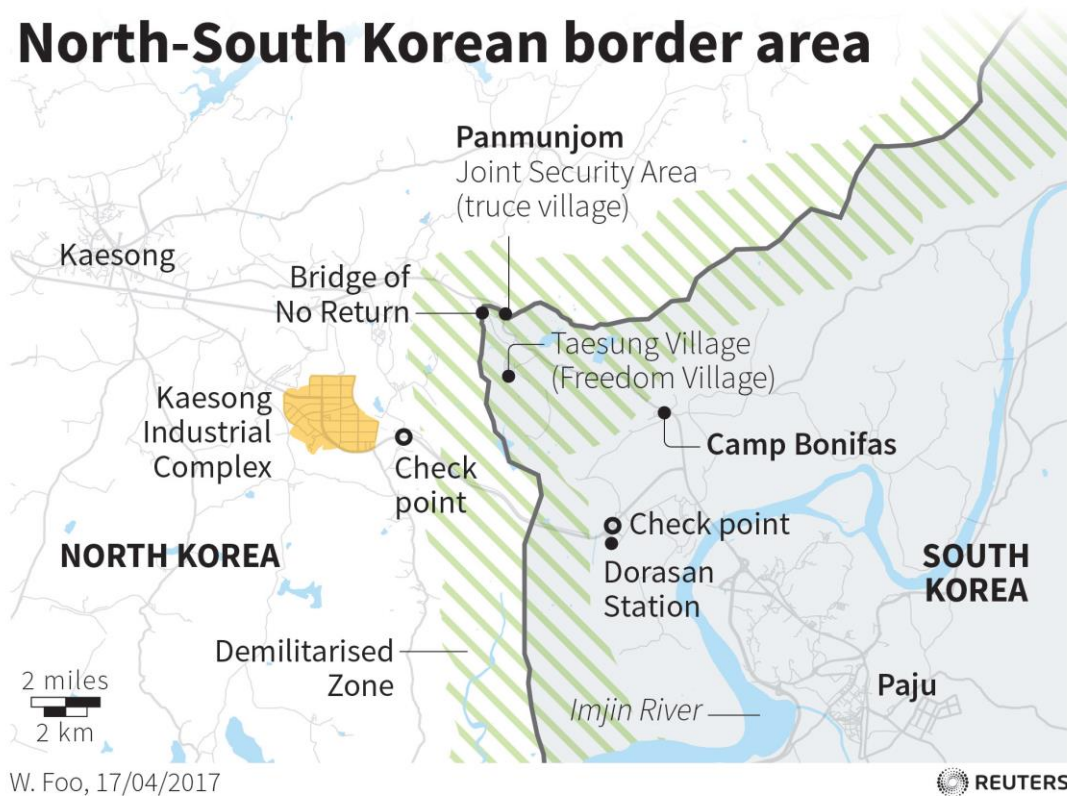 North-South Korean border area
Panmunjom
Joint Security Area
(truce village)
Kaesong
Bridge of
No Return
Taesung Village
(Freedom Village)
Kaesong
Industrial
Complex
Check
point
Camp Bonifas
Check point
Dorasan
Station
NORTH KOREA
SOUTH
KOREA
Demilitarised
Zone
Paju
Imjin River
2 miles
2 km
W. Foo, 17/04/2017
REUTERS